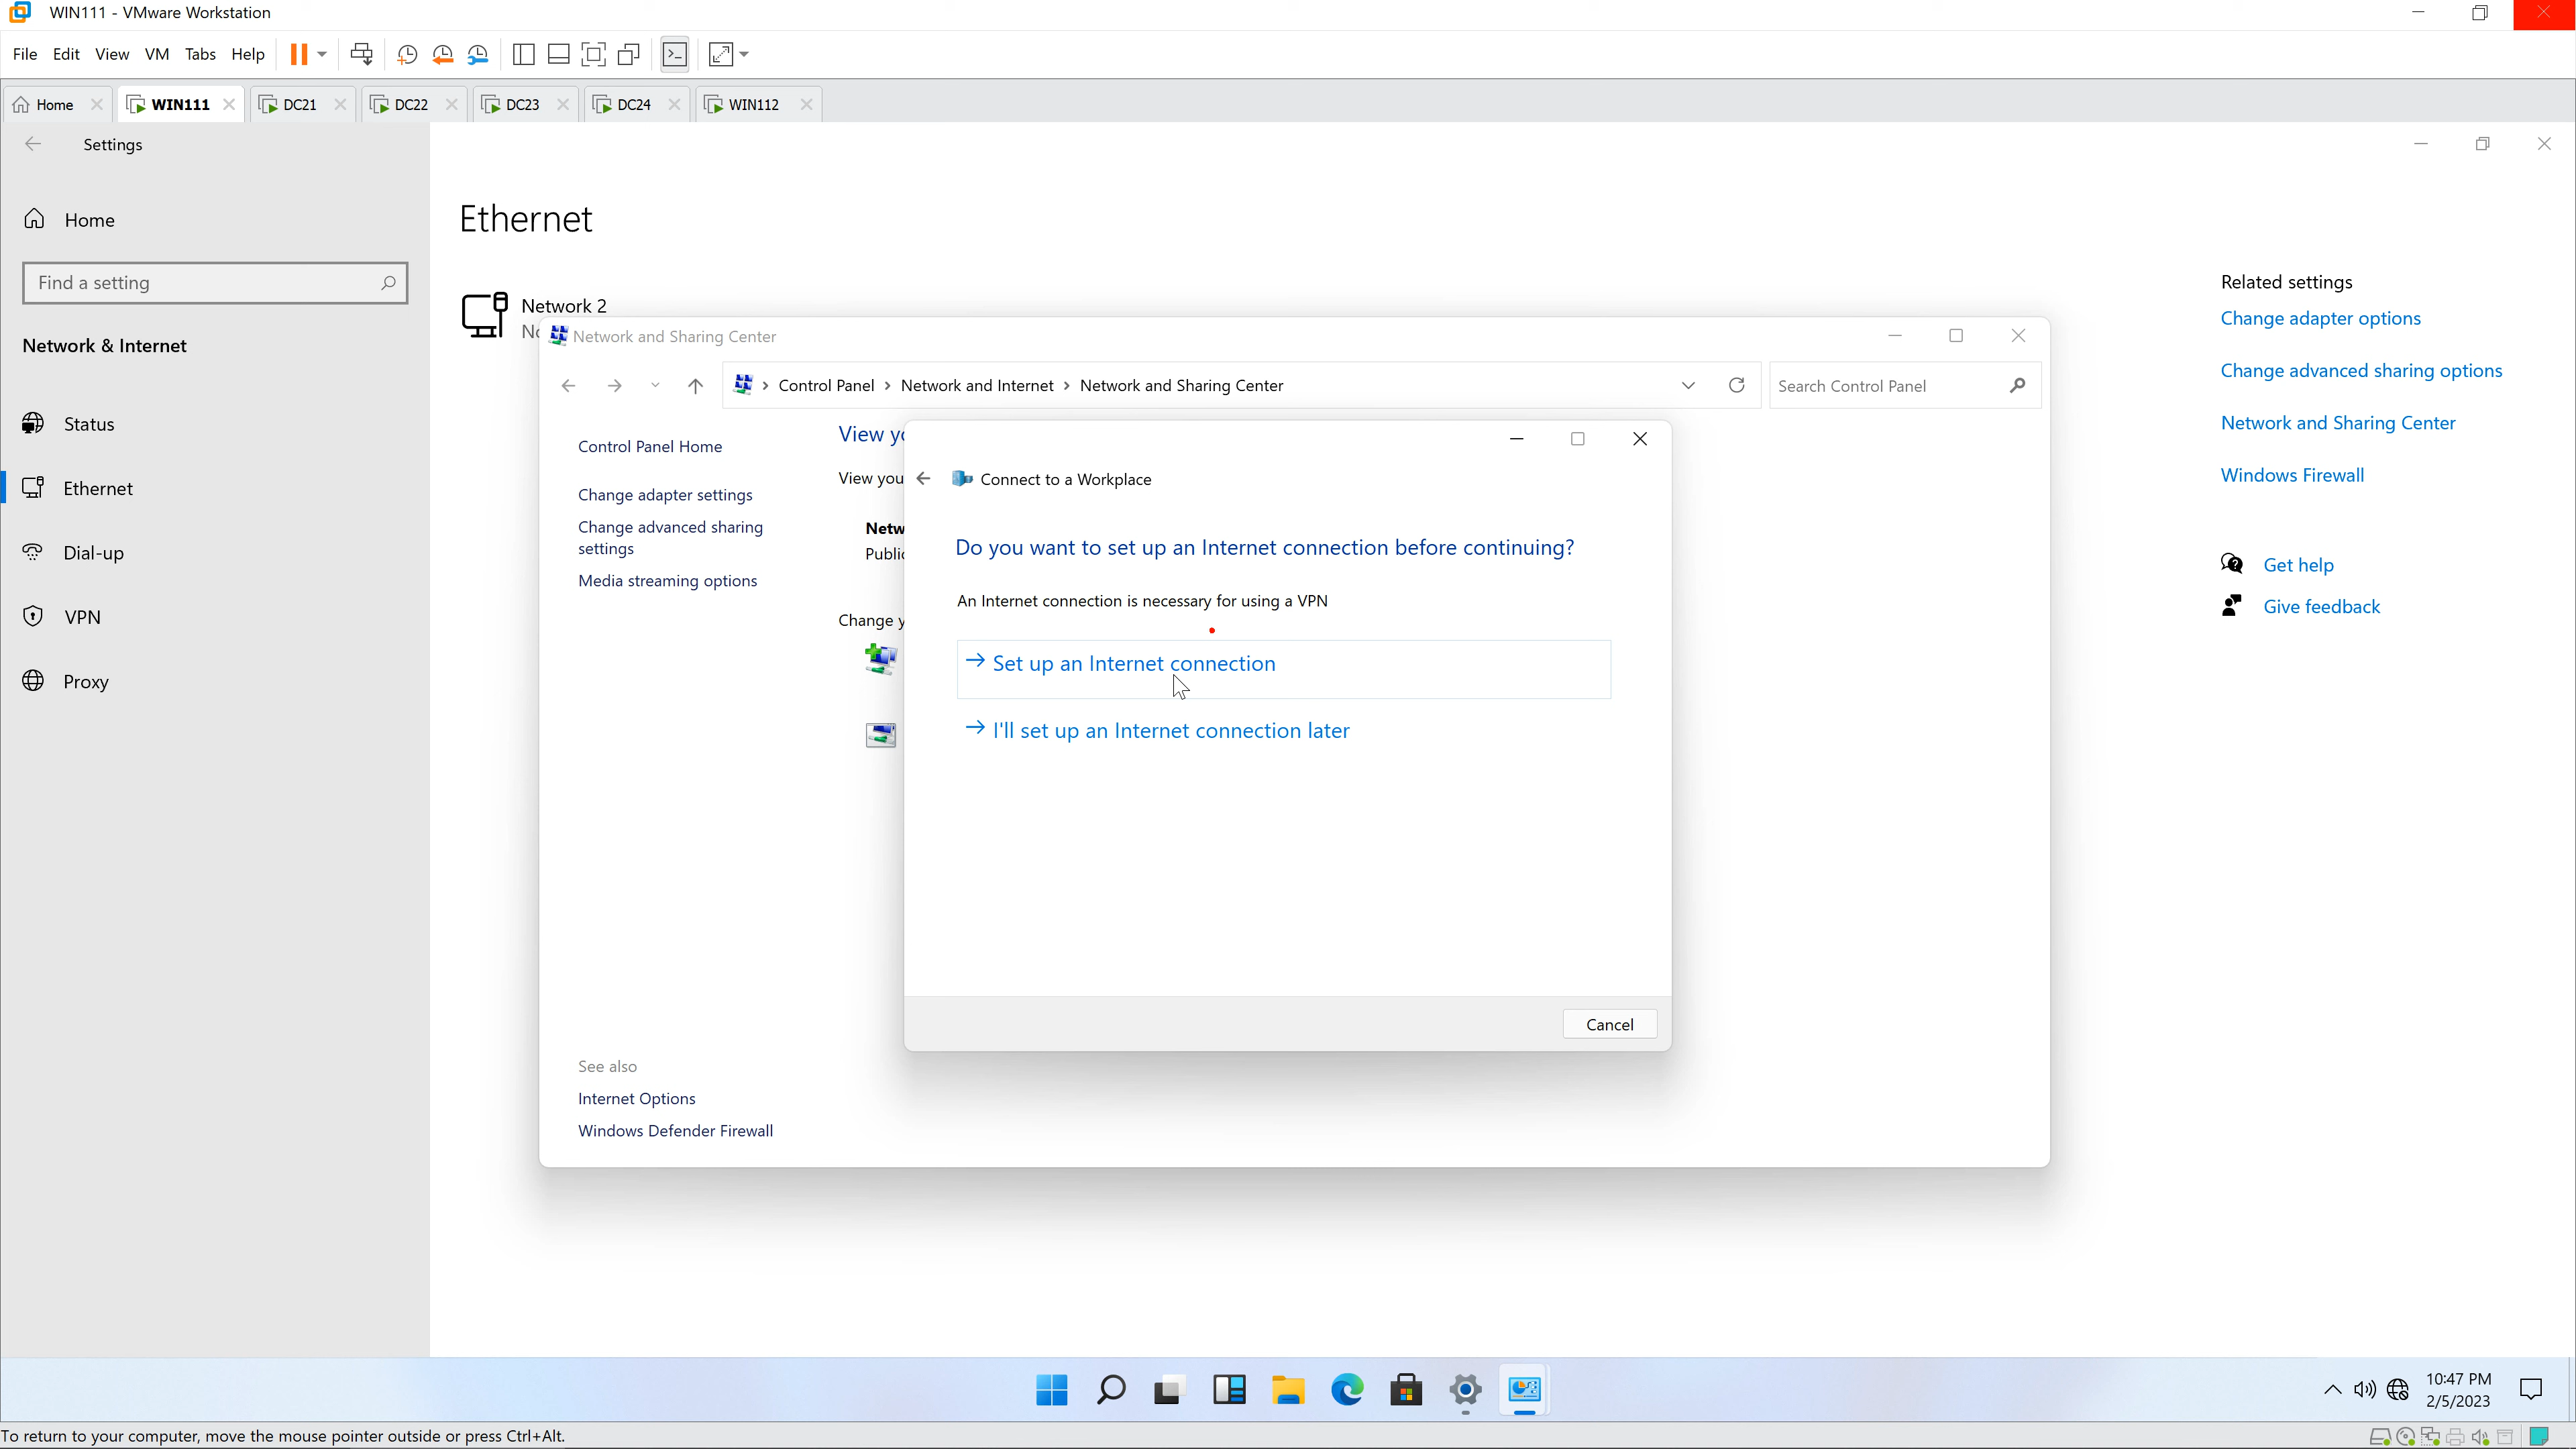 WIN111 - VMware Workstation
File Edit View VM Tabs Help
Home WIN111 DC21 DC22 DC23 DC24 WIN112
Settings
Home
Find a setting
Network & Internet
Status
Ethernet
Dial-up
VPN
Proxy
Ethernet
Network 2
Network and Sharing Center
Control Panel > Network and Internet > Network and Sharing Center
Search Control Panel
Control Panel Home
Change adapter settings
Change advanced sharing
settings
Media streaming options
See also
Internet Options
Windows Defender Firewall
View
View you
Netw
Public
Change
Connect to a Workplace
Do you want to set up an Internet connection before continuing?
An Internet connection is necessary for using a VPN
Set up an Internet connection
I'll set up an Internet connection later
Cancel
Related settings
Change adapter options
Change advanced sharing options
Network and Sharing Center
Windows Firewall
Get help
Give feedback
10:47 PM
2/5/2023
To return to your computer, move the mouse pointer outside or press Ctrl+Alt.